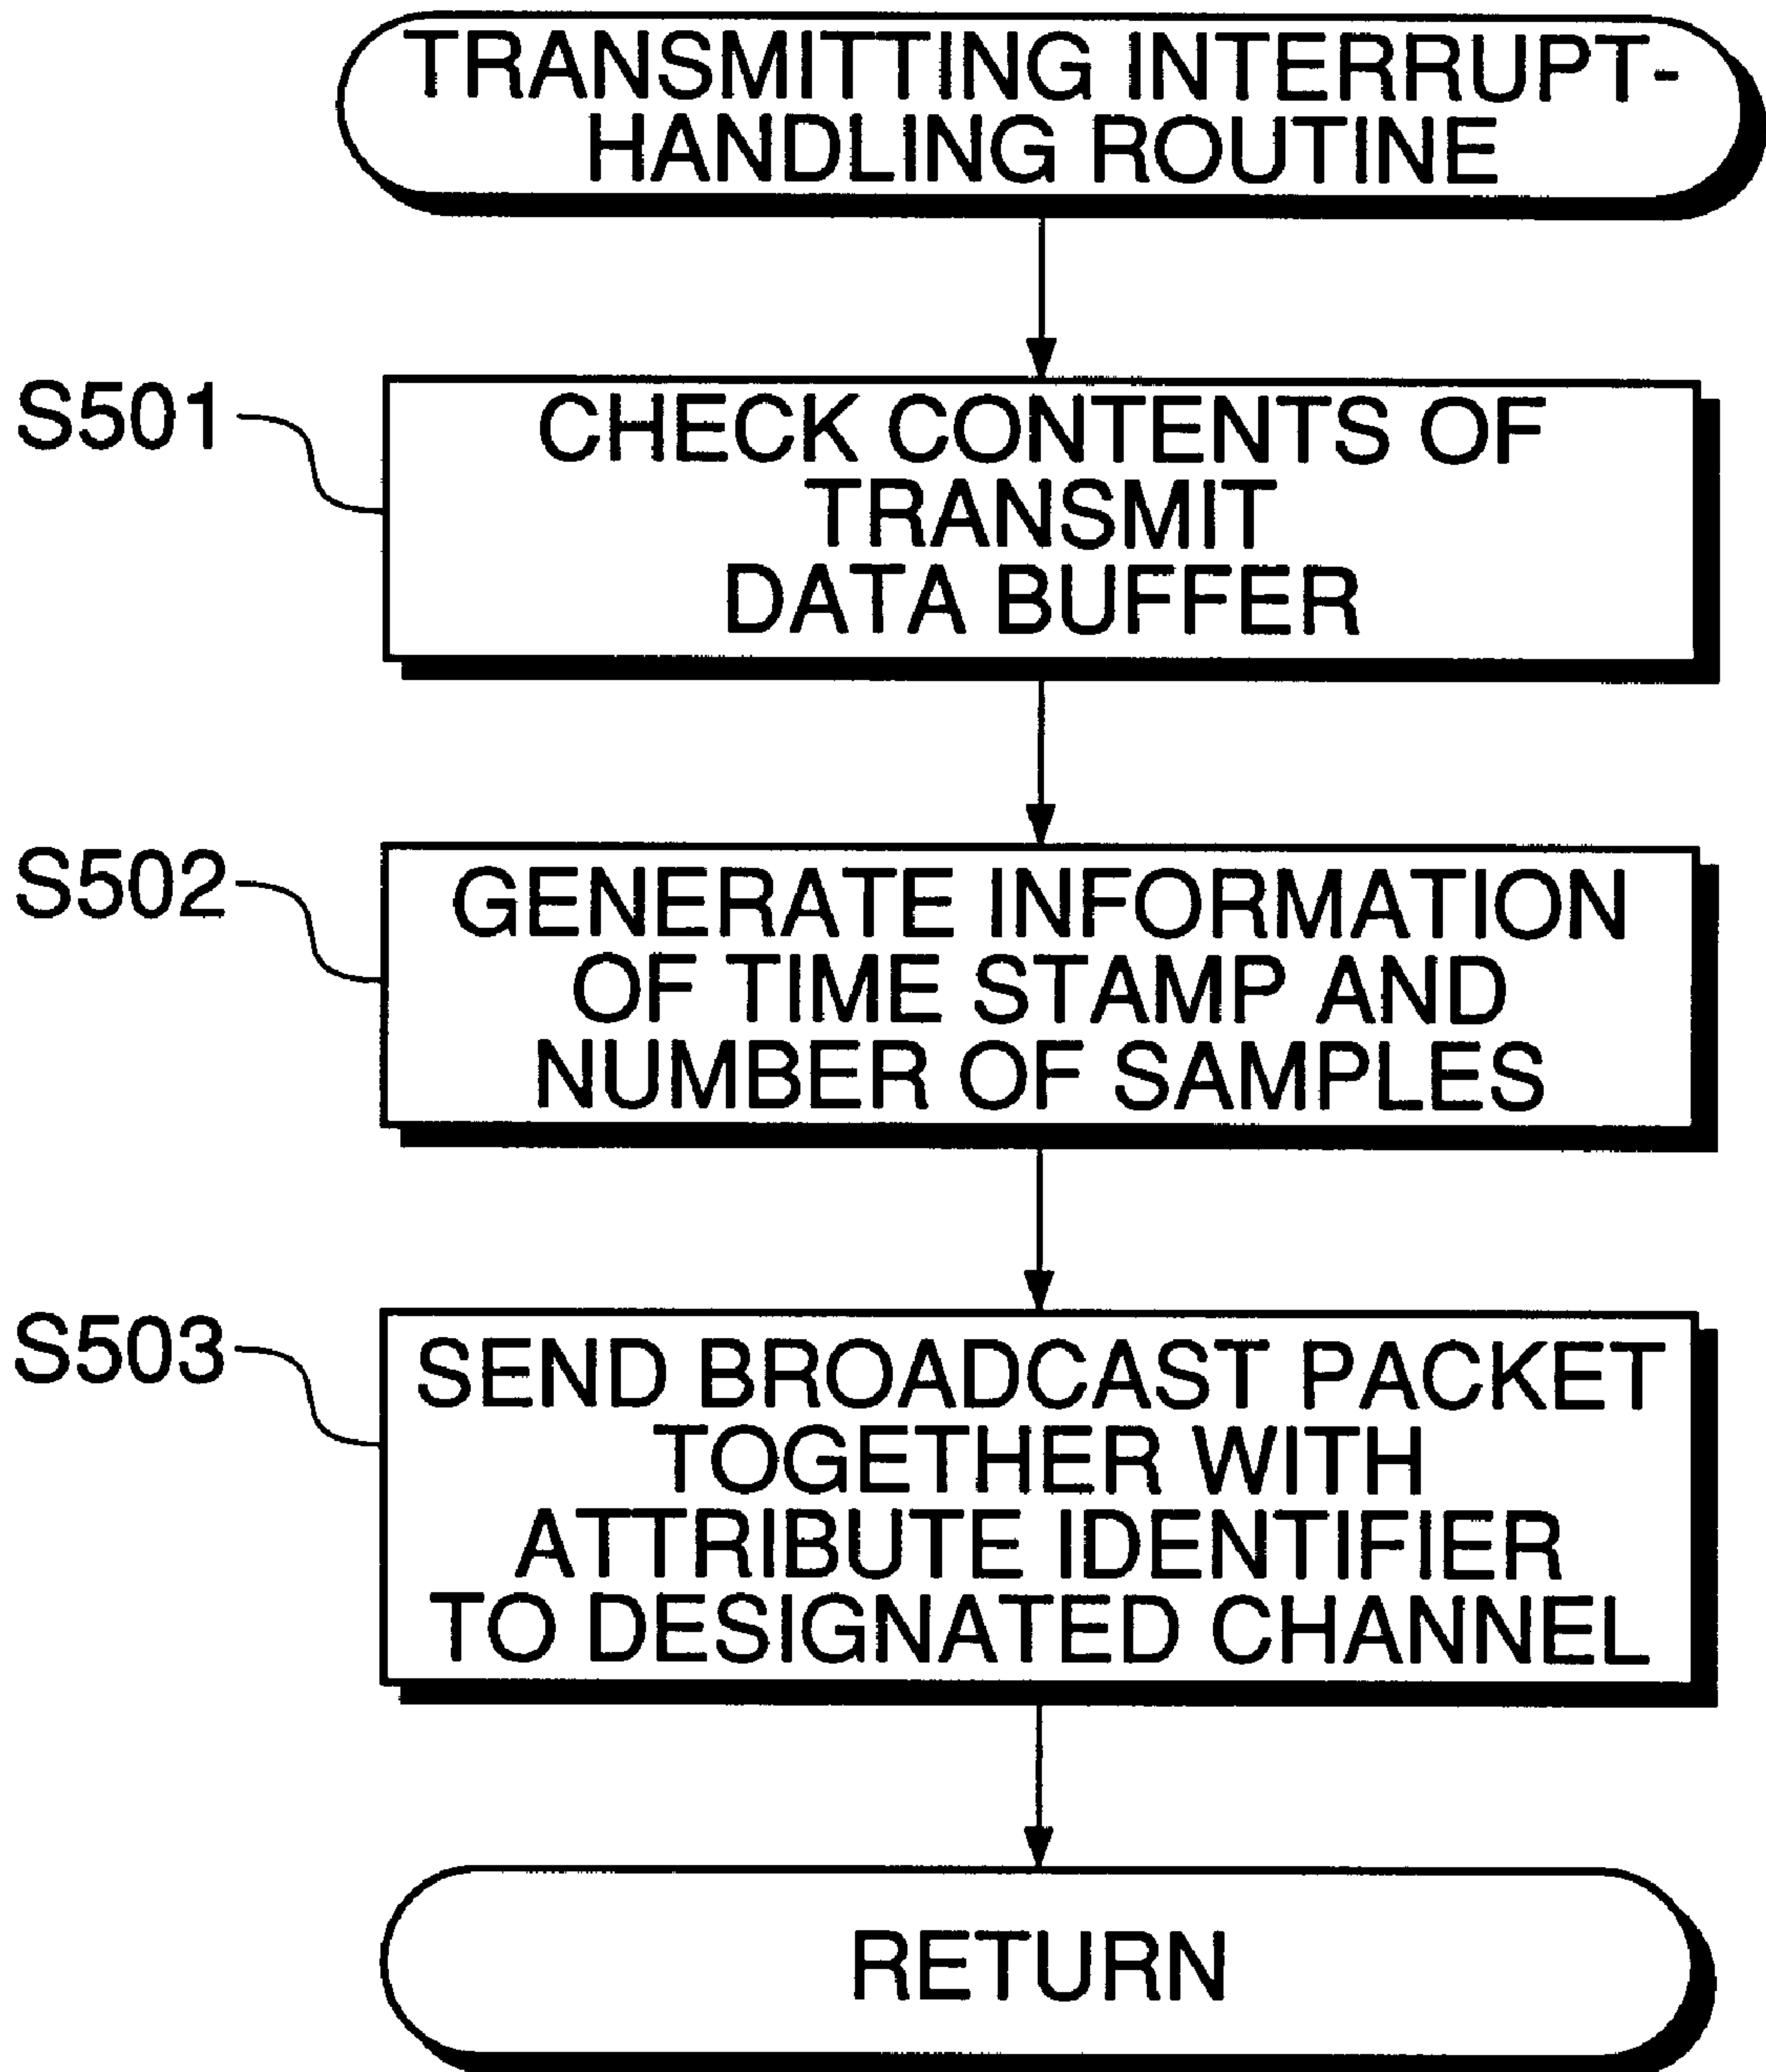 TRANSMITTING INTERRUPT-
HANDLING ROUTINE
S501
CHECK CONTENTS OF
TRANSMIT
DATA BUFFER
S502
GENERATE INFORMATION
OF TIME STAMP AND
NUMBER OF SAMPLES
S503
SEND BROADCAST PACKET
TOGETHER WITH
ATTRIBUTE IDENTIFIER
TO DESIGNATED CHANNEL
RETURN